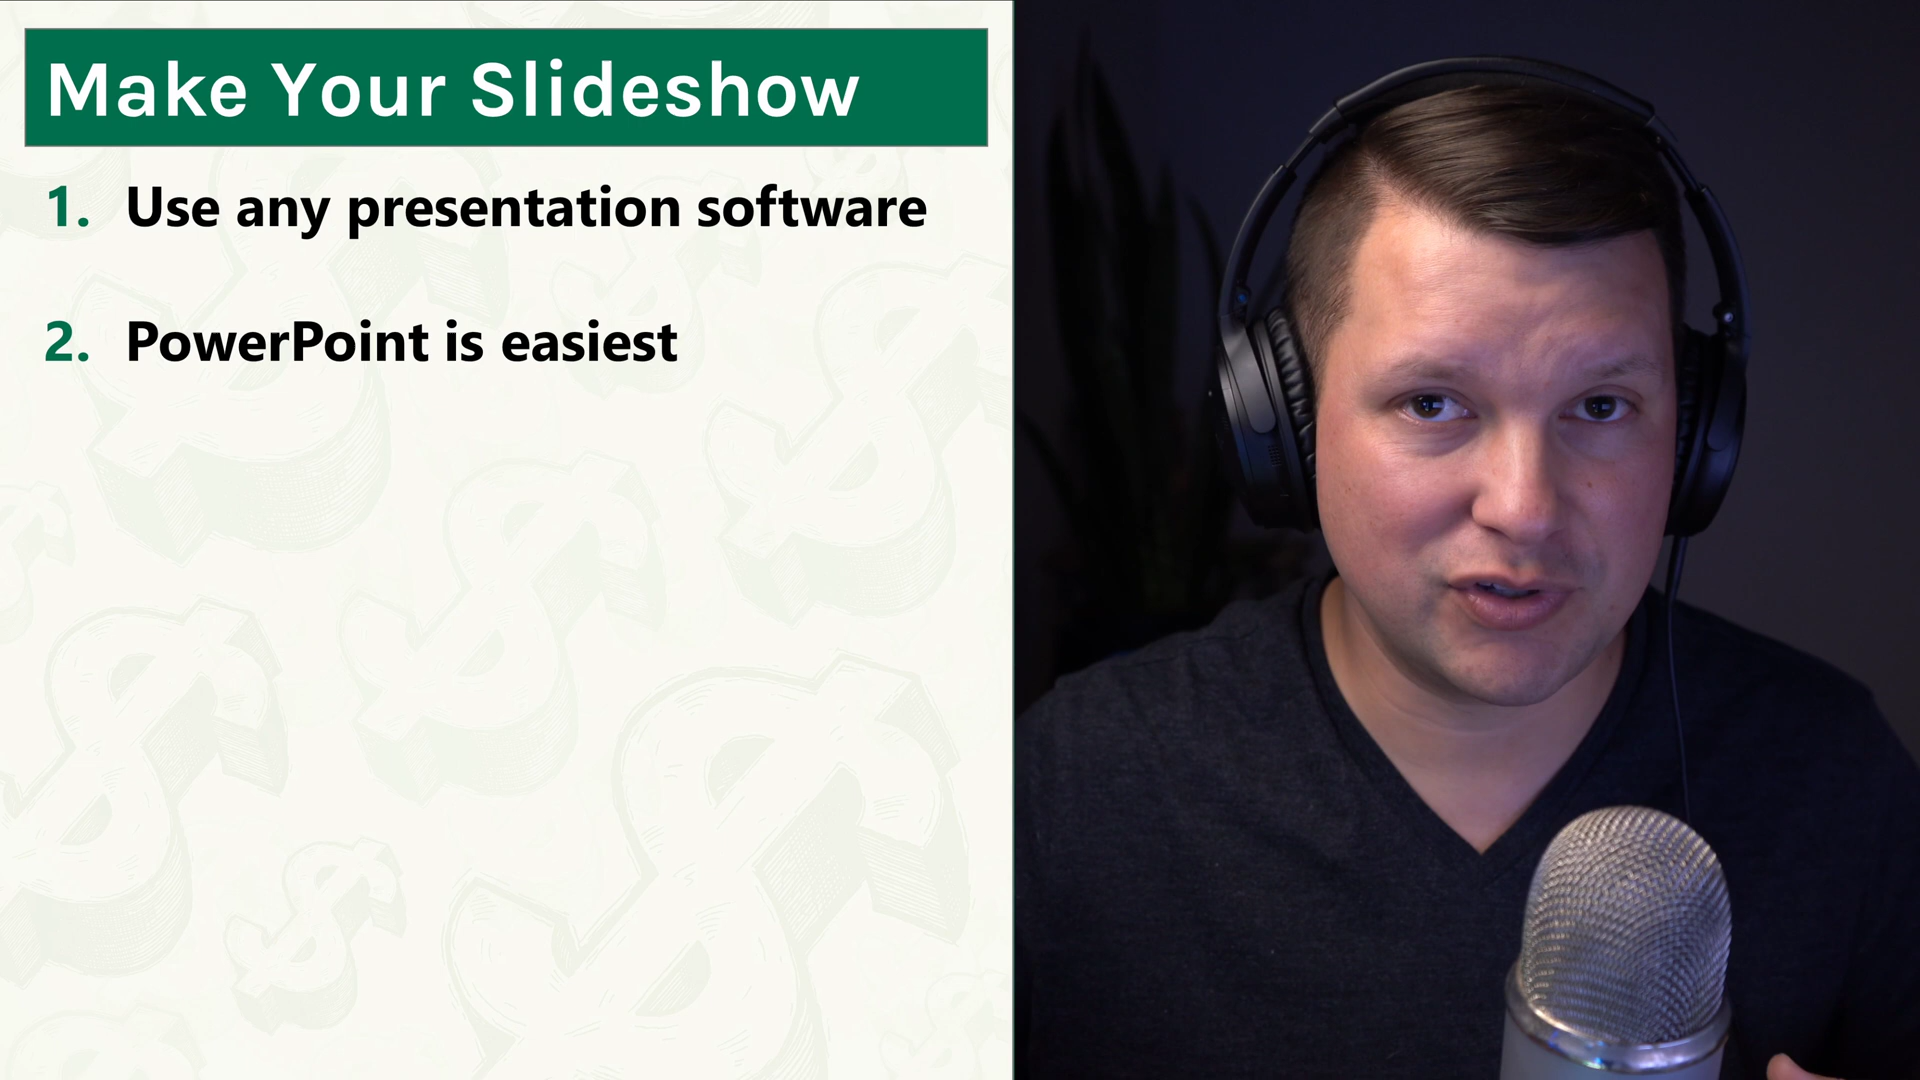 Make Your Slideshow
1. Use any presentation software
2. PowerPoint is easiest